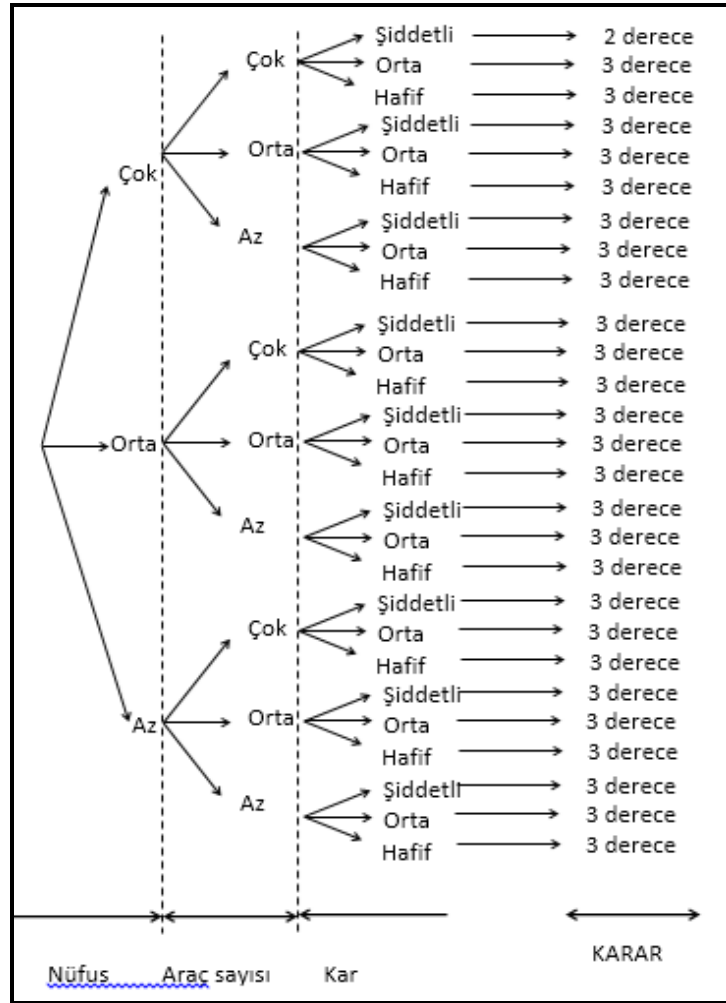 Şiddetli 2 derece
Çok Orta 3 derece
Hafif 3 derece
Şiddetli 3 derece
Orta Orta 3 derece
Çok
Hafif 3 derece
Şiddetli 3 derece
Az Orta 3 derece
Hafif 3 derece
Şiddetli 3 derece
Çok Orta 3 derece
Hafif 3 derece
Şiddetli 3 derece
Orta Orta Orta 3 derece
Hafif 3 derece
Şiddetli 3 derece
Az Orta 3 derece
Hafif 3 derece
Şiddetli 3 derece
Çok Orta 3 derece
Hafif 3 derece
Şiddetli 3 derece
Az Orta Orta 3 derece
Hafif 3 derece
Şiddetli 3 derece
Az Orta 3 derece
Hafif 3 derece
KARAR
Nüfus Araç sayısı Kar